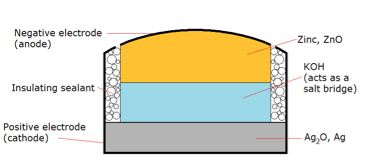 Negative electrode
(anode)
Zinc, ZnO
KOH
(acts as a
salt bridge)
Insulating sealant
Positive electrode
(cathode)
Ag₂O, Ag